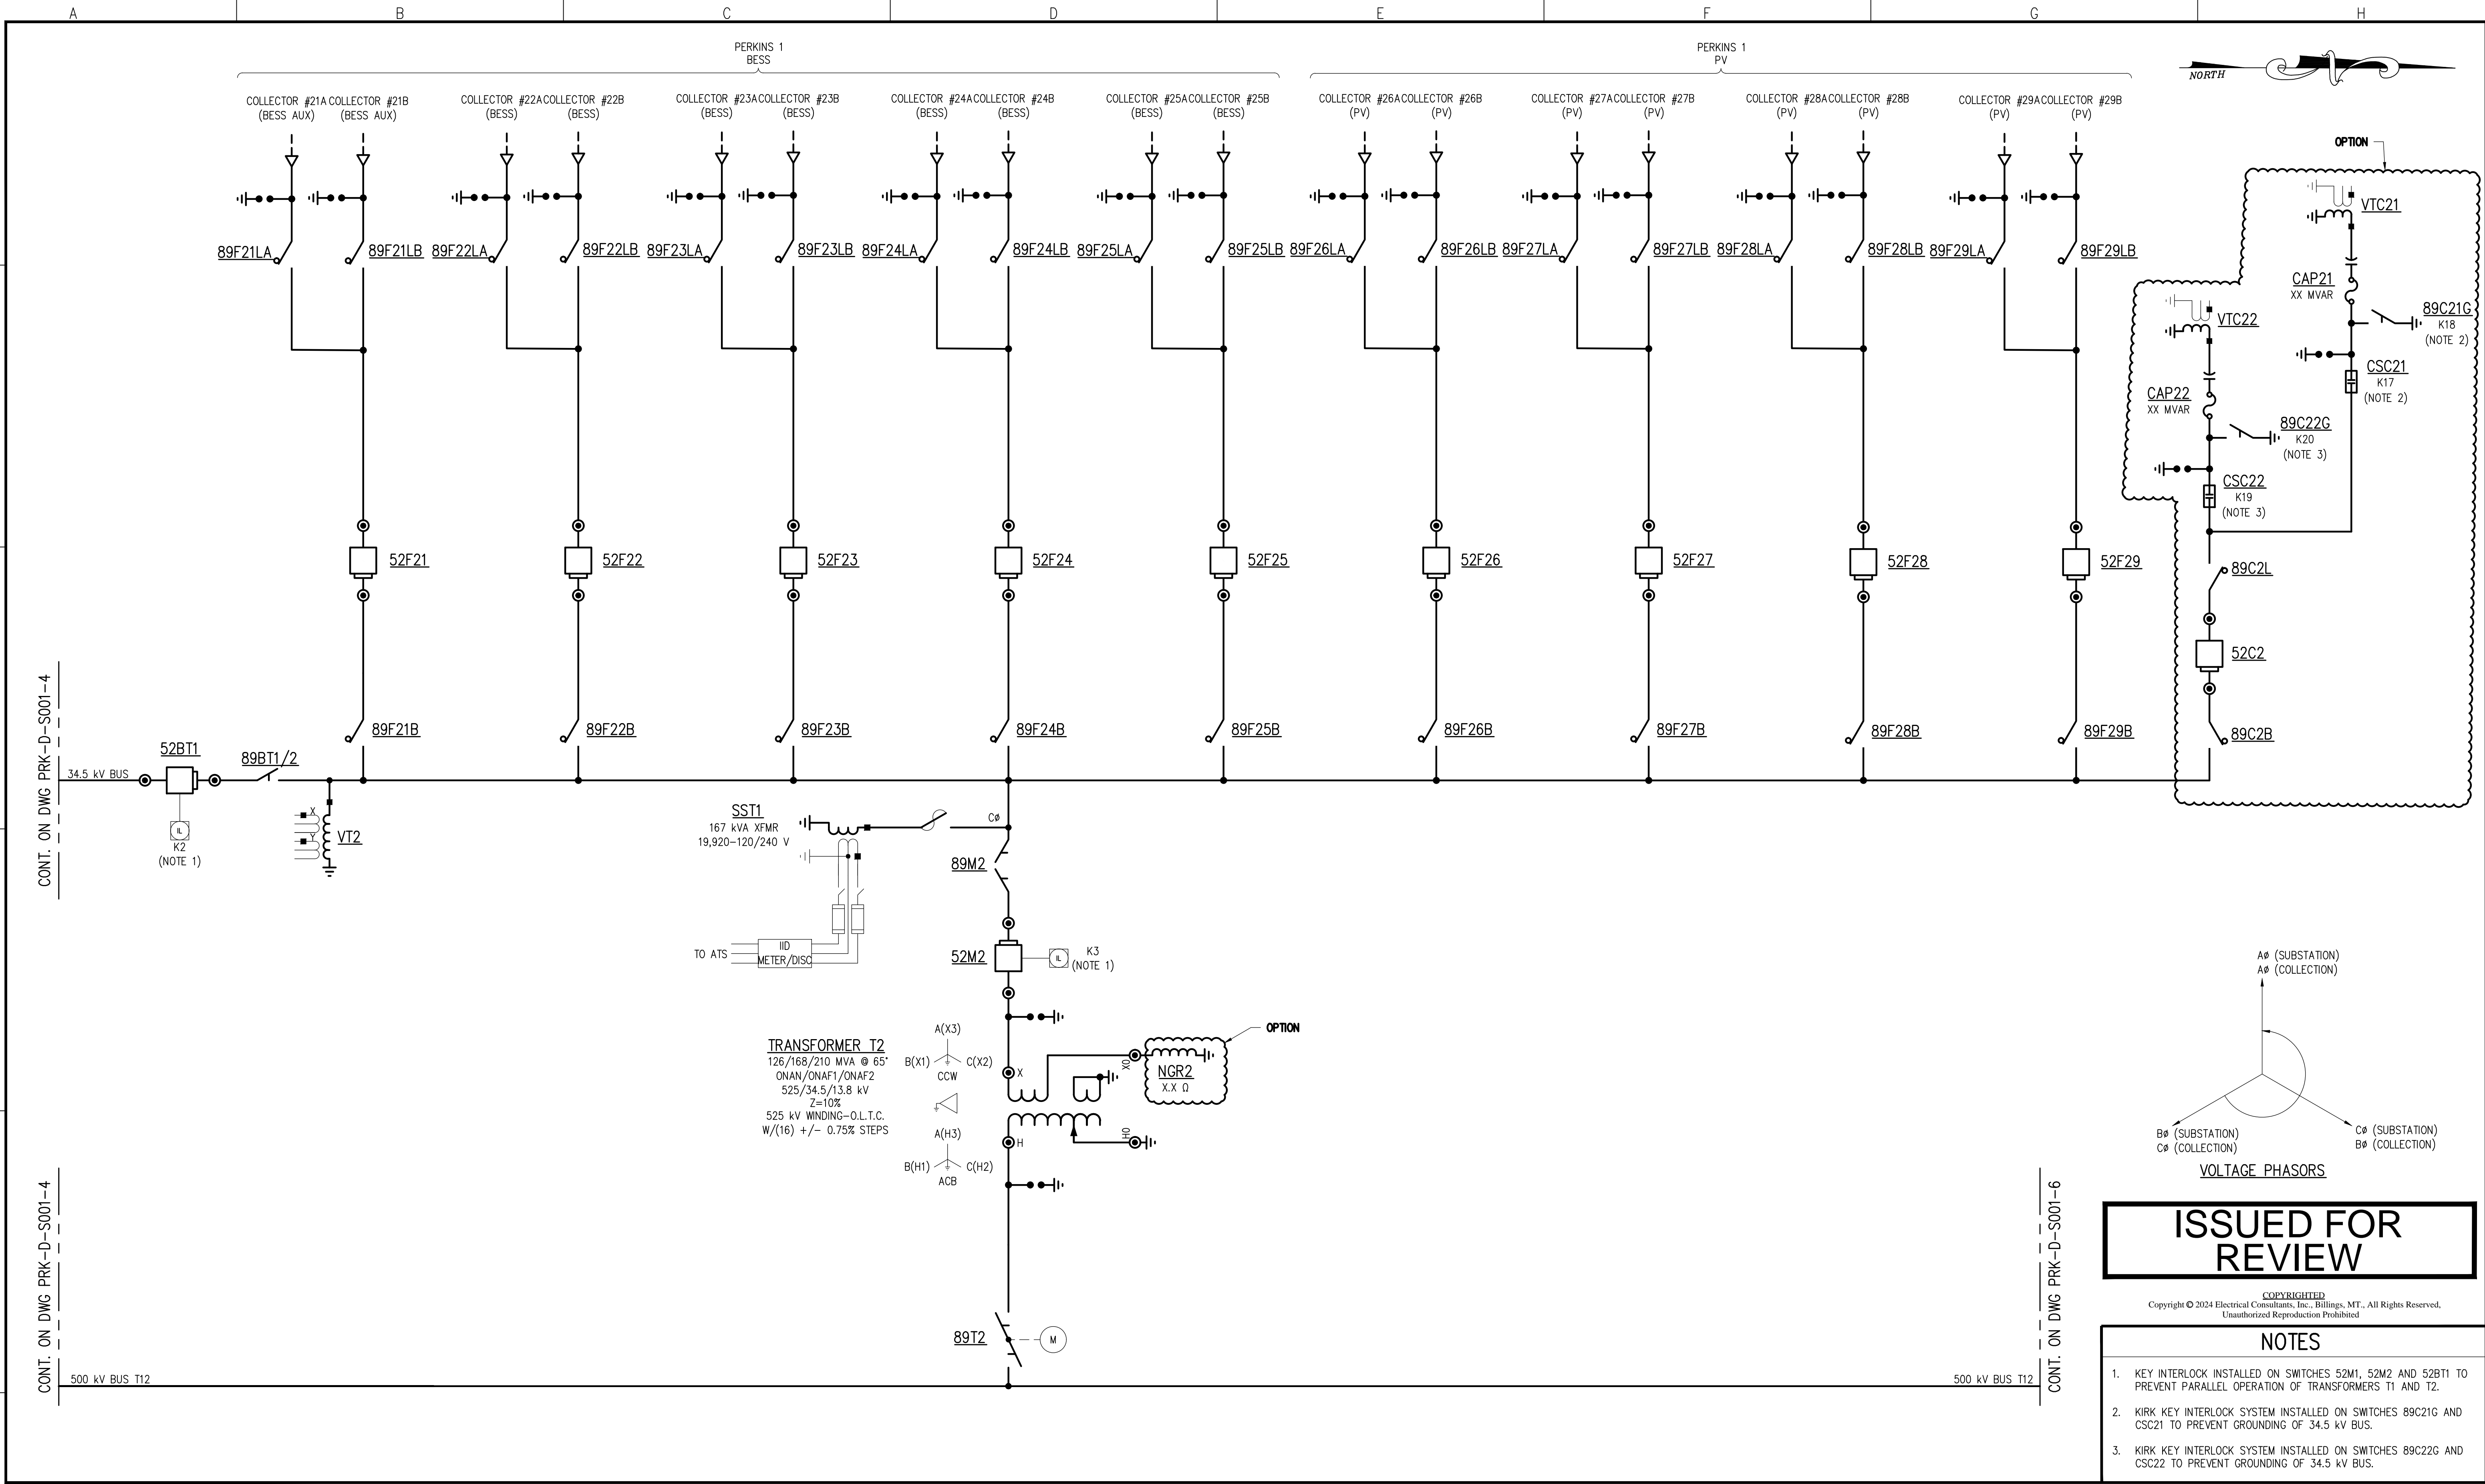 A B C D E F G H
PERKINS 1
BESS
PERKINS 1
PV
NORTH
COLLECTOR #21A COLLECTOR #21B
(BESS AUX) (BESS AUX)
COLLECTOR #22A COLLECTOR #22B
(BESS) (BESS)
COLLECTOR #23A COLLECTOR #23B
(BESS) (BESS)
COLLECTOR #24A COLLECTOR #24B
(BESS) (BESS)
COLLECTOR #25A COLLECTOR #25B
(BESS) (BESS)
COLLECTOR #26A COLLECTOR #26B
(PV) (PV)
COLLECTOR #27A COLLECTOR #27B
(PV) (PV)
COLLECTOR #28A COLLECTOR #28B
(PV) (PV)
COLLECTOR #29A COLLECTOR #29B
(PV) (PV)
89F21LA 89F21LB 89F22LA 89F22LB 89F23LA 89F23LB 89F24LA 89F24LB 89F25LA 89F25LB 89F26LA 89F26LB 89F27LA 89F27LB 89F28LA 89F28LB 89F29LA 89F29LB
OPTION
VTC21
CAP21
XX MVAR
89C21G
K18
(NOTE 2)
CSC21
K17
(NOTE 2)
VTC22
CAP22
XX MVAR
89C22G
K20
(NOTE 3)
CSC22
K19
(NOTE 3)
52F21 52F22 52F23 52F24 52F25 52F26 52F27 52F28 52F29
89C2L
52C2
89C2B
89F21B 89F22B 89F23B 89F24B 89F25B 89F26B 89F27B 89F28B 89F29B
CONT. ON DWG PRK-D-S001-4
34.5 kV BUS
52BT1
IL
K2
(NOTE 1)
89BT1/2
X
Y
VT2
SST1
167 kVA XFMR
19,920-120/240 V
CØ
TO ATS
IID
METER/DISC
89M2
52M2
IL
K3
(NOTE 1)
TRANSFORMER T2
126/168/210 MVA @ 65°
ONAN/ONAF1/ONAF2
525/34.5/13.8 kV
Z=10%
525 kV WINDING-O.L.T.C.
W/(16) +/- 0.75% STEPS
A(X3)
B(X1) C(X2)
CCW
A(H3)
B(H1) C(H2)
ACB
X
XO
H
HO
OPTION
NGR2
X.X Ω
89T2
M
CONT. ON DWG PRK-D-S001-4
500 kV BUS T12
500 kV BUS T12
CONT. ON DWG PRK-D-S001-6
AØ (SUBSTATION)
AØ (COLLECTION)
BØ (SUBSTATION)
CØ (COLLECTION)
CØ (SUBSTATION)
BØ (COLLECTION)
VOLTAGE PHASORS
ISSUED FOR
REVIEW
COPYRIGHTED
Copyright © 2024 Electrical Consultants, Inc., Billings, MT., All Rights Reserved,
Unauthorized Reproduction Prohibited
NOTES
1. KEY INTERLOCK INSTALLED ON SWITCHES 52M1, 52M2 AND 52BT1 TO
PREVENT PARALLEL OPERATION OF TRANSFORMERS T1 AND T2.
2. KIRK KEY INTERLOCK SYSTEM INSTALLED ON SWITCHES 89C21G AND
CSC21 TO PREVENT GROUNDING OF 34.5 kV BUS.
3. KIRK KEY INTERLOCK SYSTEM INSTALLED ON SWITCHES 89C22G AND
CSC22 TO PREVENT GROUNDING OF 34.5 kV BUS.